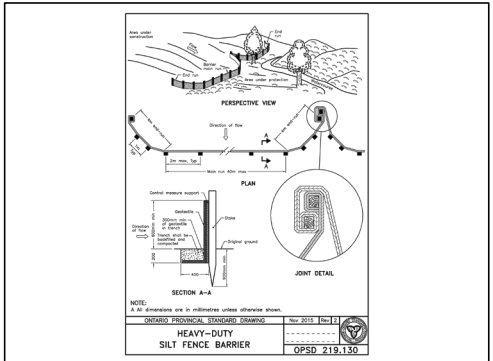 Area under
construction
Flow
Barrier
main run
End run
End
run
Area under protection
PERSPECTIVE VIEW
Direction of flow
A
A
2m max, Typ
Main run 40m max
PLAN
Control measure support
Geotextile
300mm min
of geotextile
in trench
Trench shall be
backfilled and
compacted
Direction
of flow
Stake
Original ground
200
400
SECTION A-A
JOINT DETAIL
NOTE:
A All dimensions are in millimetres unless otherwise shown.
ONTARIO PROVINCIAL STANDARD DRAWING
Nov 2015
Rev 2
HEAVY-DUTY
SILT FENCE BARRIER
OPSD 219.130